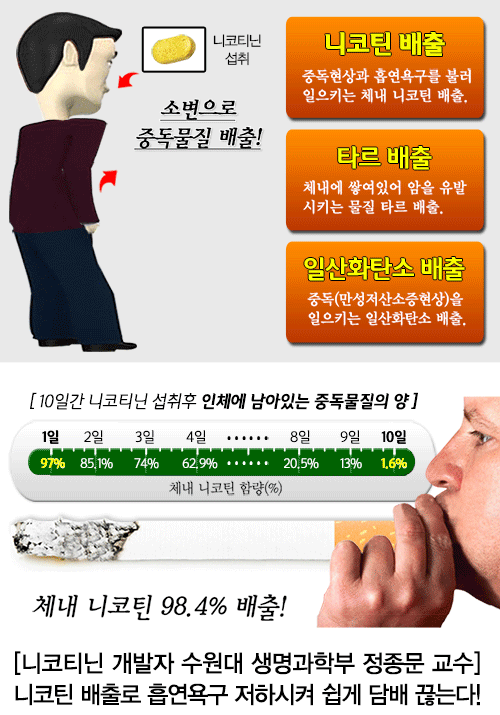 니코티닌
섭취
소변으로
중독물질 배출!
니코틴 배출
중독현상과 흡연욕구를 불러
일으키는 체내 니코틴 배출.
타르 배출
체내에 쌓여있어 암을 유발
시키는 물질 타르 배출.
일산화탄소 배출
중독(만성저산소증현상)을
일으키는 일산화탄소 배출.
[ 10일간 니코티닌 섭취후 인체에 남아있는 중독물질의 양 ]
1일 2일 3일 4일 •••••• 8일 9일 10일
97% 85,1% 74% 62,9% •••••• 20,5% 13% 1,6%
체내 니코틴 함량(%)
체내 니코틴 98.4% 배출!
[니코티닌 개발자 수원대 생명과학부 정종문 교수]
니코틴 배출로 흡연욕구 저하시켜 쉽게 담배 끊는다!